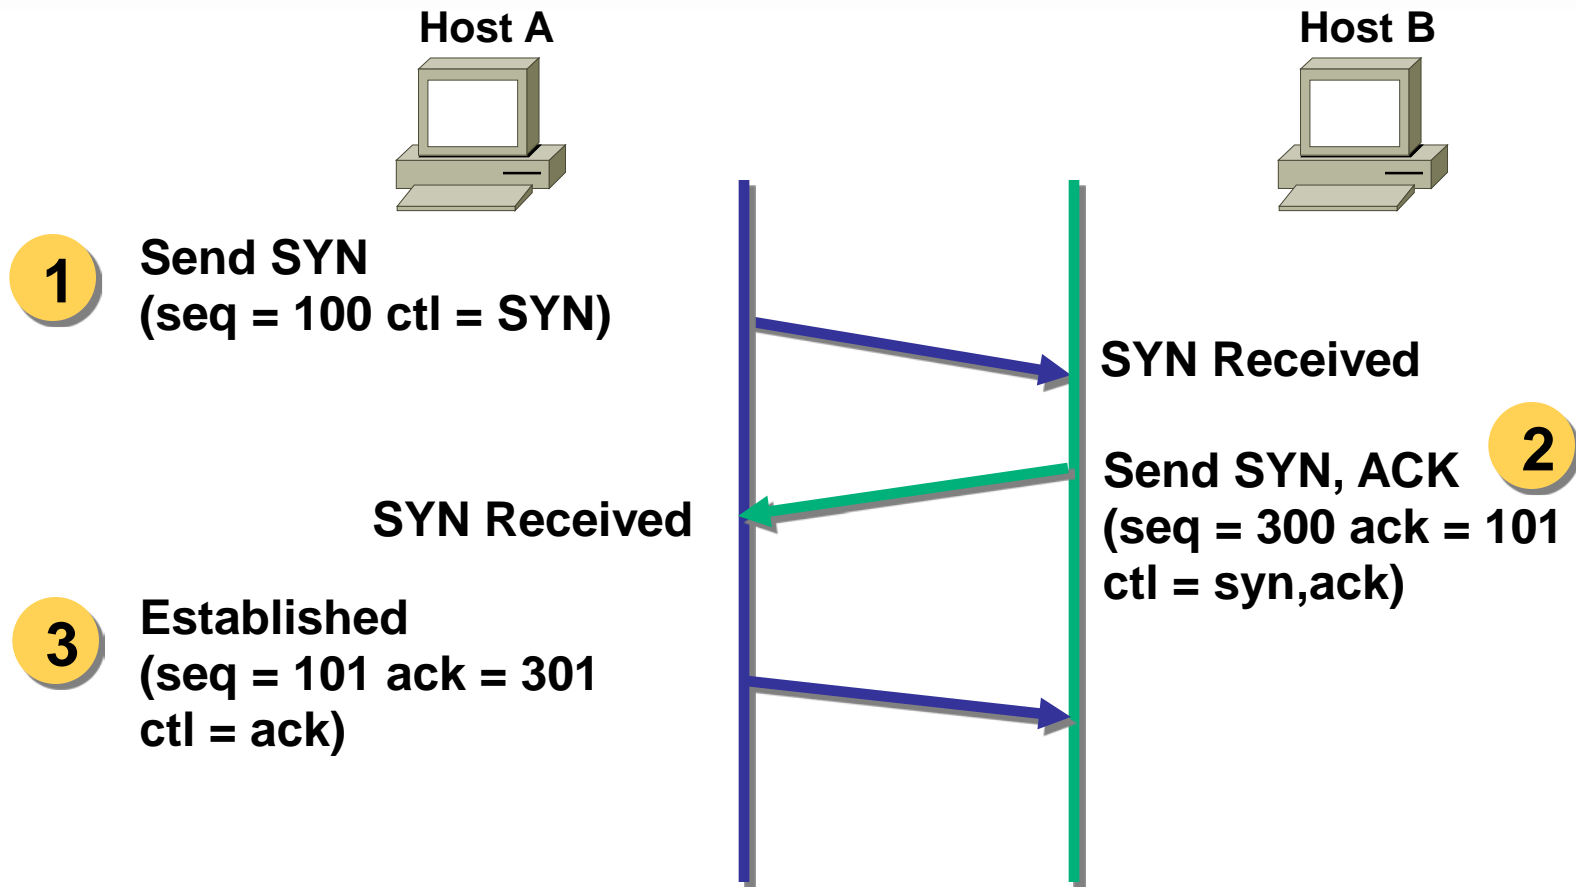 Host A
Host B
1
Send SYN
(seq = 100 ctl = SYN)
SYN Received
2
Send SYN, ACK
(seq = 300 ack = 101
ctl = syn,ack)
SYN Received
3
Established
(seq = 101 ack = 301
ctl = ack)